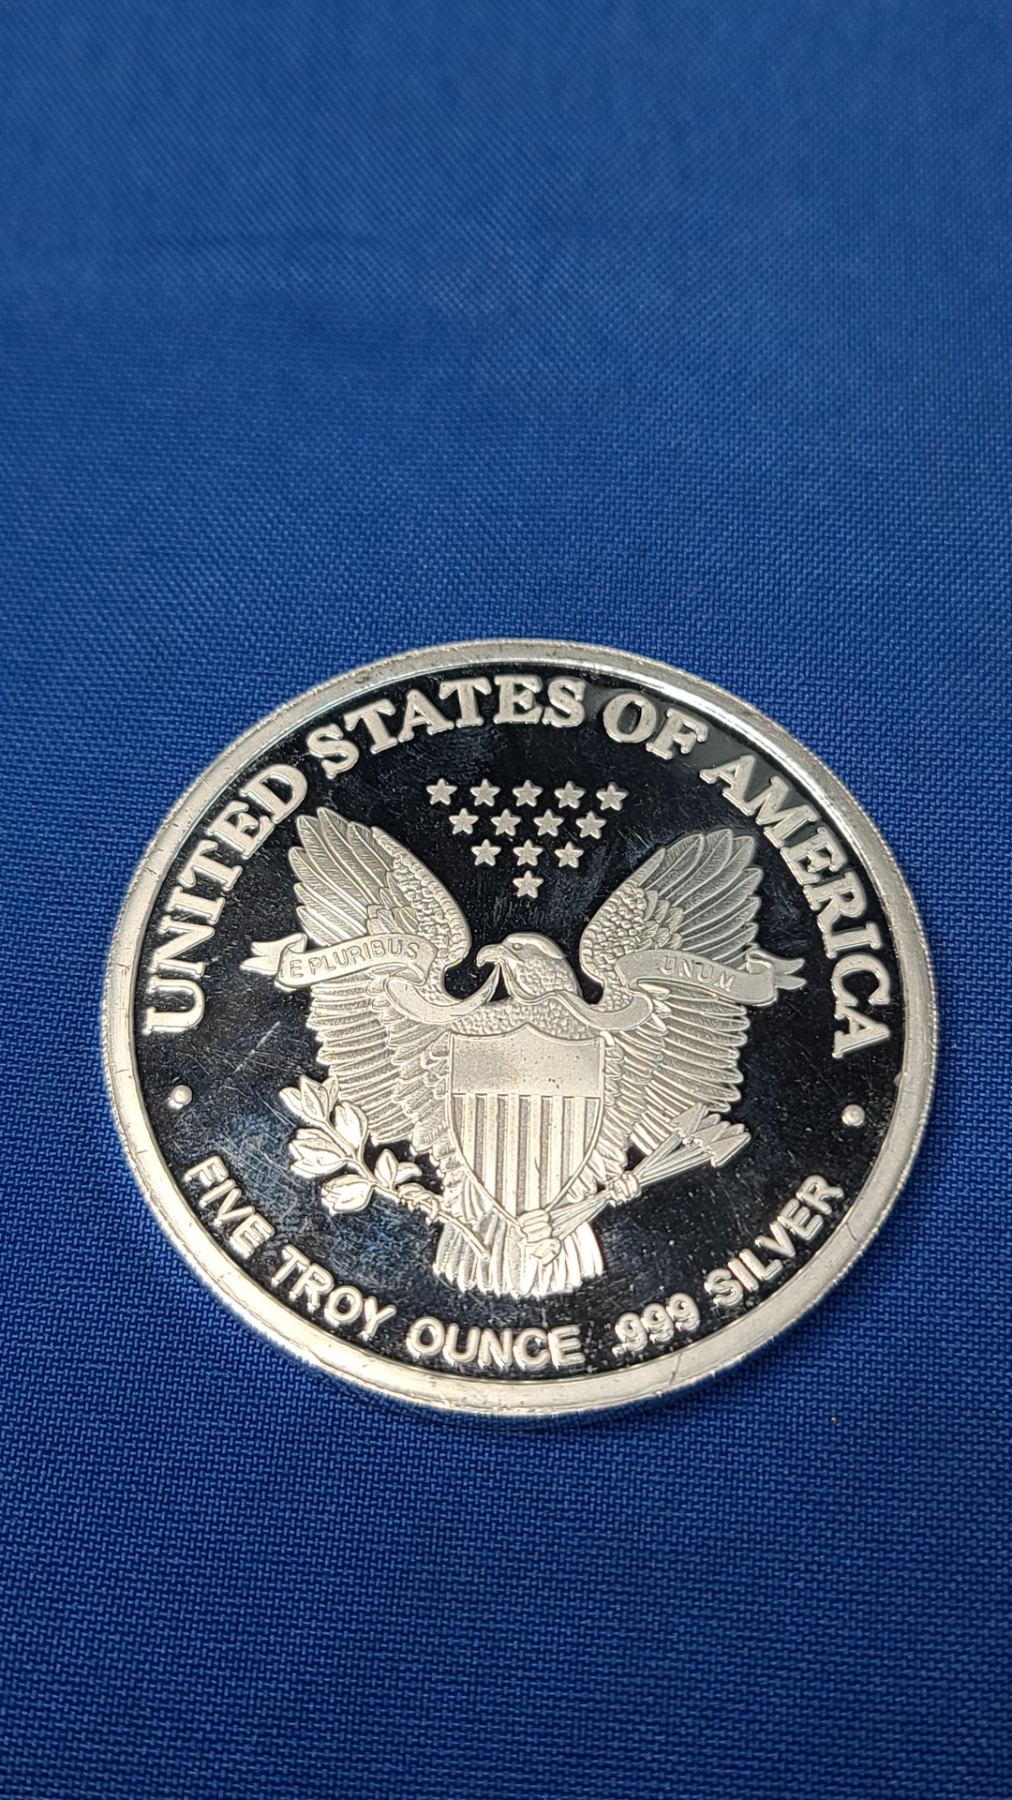 UNITED STATES OF AMERICA
E PLURIBUS UNUM
FIVE TROY OUNCE .999 SILVER